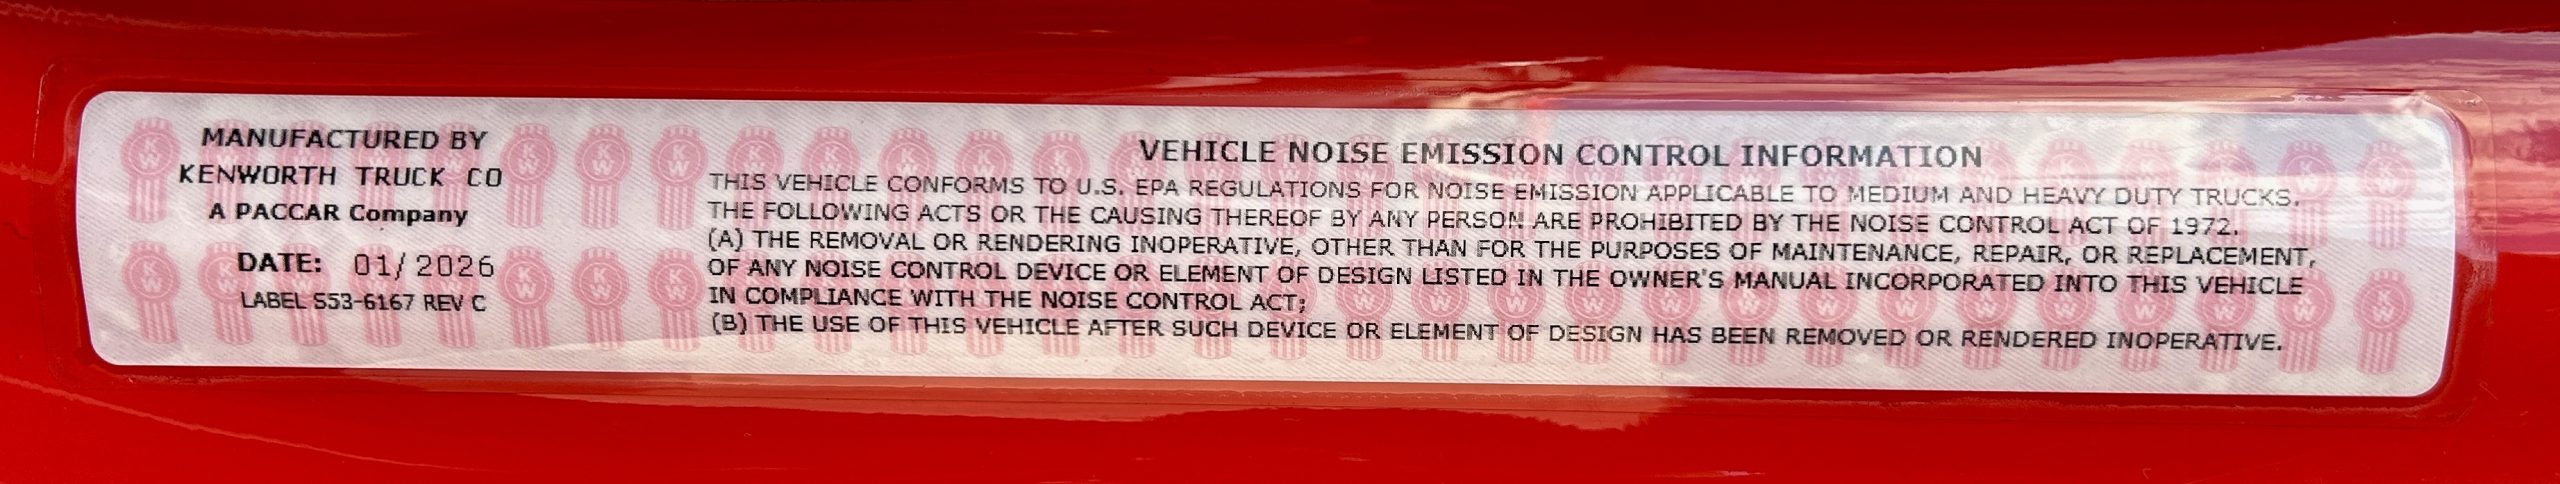 MANUFACTURED BY
KENWORTH TRUCK CO
A PACCAR Company
DATE: 01/2026
LABEL S53-6167 REV C
VEHICLE NOISE EMISSION CONTROL INFORMATION
THIS VEHICLE CONFORMS TO U.S. EPA REGULATIONS FOR NOISE EMISSION APPLICABLE TO MEDIUM AND HEAVY DUTY TRUCKS.
THE FOLLOWING ACTS OR THE CAUSING THEREOF BY ANY PERSON ARE PROHIBITED BY THE NOISE CONTROL ACT OF 1972.
(A) THE REMOVAL OR RENDERING INOPERATIVE, OTHER THAN FOR THE PURPOSES OF MAINTENANCE, REPAIR, OR REPLACEMENT,
OF ANY NOISE CONTROL DEVICE OR ELEMENT OF DESIGN LISTED IN THE OWNER'S MANUAL INCORPORATED INTO THIS VEHICLE
IN COMPLIANCE WITH THE NOISE CONTROL ACT;
(B) THE USE OF THIS VEHICLE AFTER SUCH DEVICE OR ELEMENT OF DESIGN HAS BEEN REMOVED OR RENDERED INOPERATIVE.